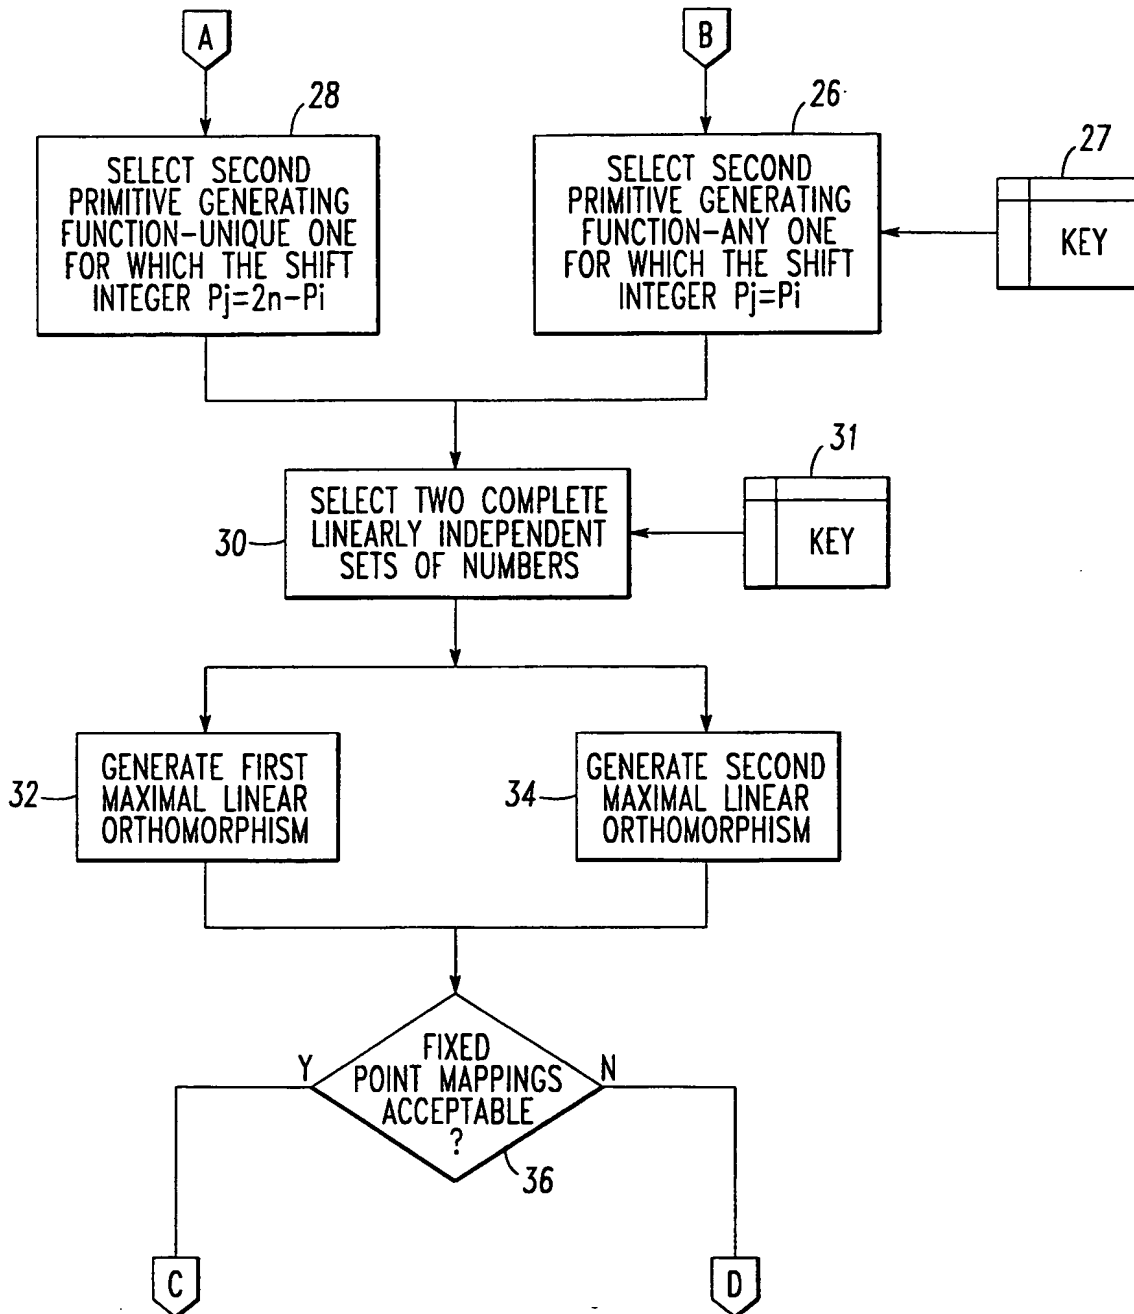 A
B
28
26
27
SELECT SECOND
PRIMITIVE GENERATING
FUNCTION-UNIQUE ONE
FOR WHICH THE SHIFT
INTEGER Pj=2n-Pi
SELECT SECOND
PRIMITIVE GENERATING
FUNCTION-ANY ONE
FOR WHICH THE SHIFT
INTEGER Pj=Pi
KEY
31
30
SELECT TWO COMPLETE
LINEARLY INDEPENDENT
SETS OF NUMBERS
KEY
32
GENERATE FIRST
MAXIMAL LINEAR
ORTHOMORPHISM
34
GENERATE SECOND
MAXIMAL LINEAR
ORTHOMORPHISM
Y
FIXED
POINT MAPPINGS
ACCEPTABLE
?
N
36
C
D